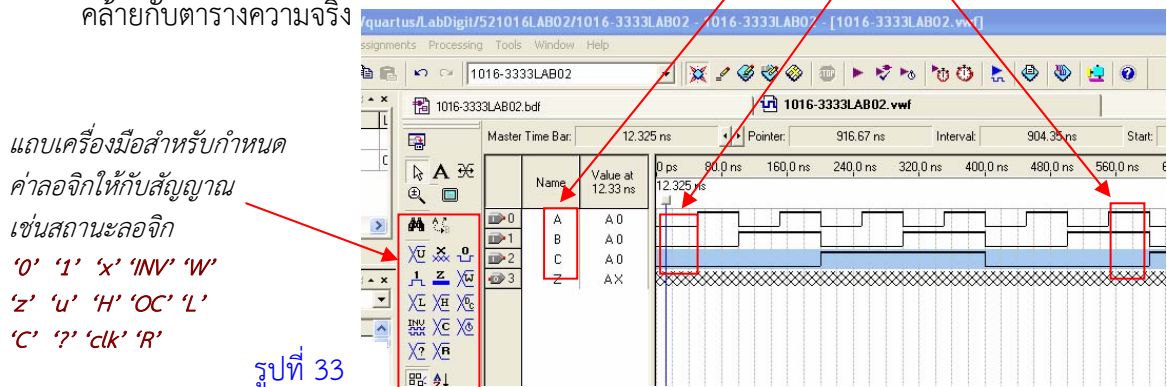 คล้ายกับตารางความจริง
/quartus/LabDigit/521016LAB02/1016-3333LAB02 - 1016-3333LAB02 - [1016-3333LAB02.vwf]
ssignments Processing Tools Window Help
1016-3333LAB02
1016-3333LAB02.bdf
1016-3333LAB02.vwf
Master Time Bar: 12.325 ns Pointer: 916.67 ns Interval: 904.35 ns Start:
Name Value at 12.33 ns
0 ps 80.0 ns 160.0 ns 240.0 ns 320.0 ns 400.0 ns 480.0 ns 560.0 ns 6
12.325 ns
0 A A 0
1 B A 0
2 C A 0
3 Z A X
แถบเครื่องมือสำหรับกำหนด
ค่าลอจิกให้กับสัญญาณ
เช่นสถานะลอจิก
‘0’ ‘1’ ‘x’ ‘INV’ ‘W’
‘z’ ‘u’ ‘H’ ‘OC’ ‘L’
‘C’ ‘?’ ‘clk’ ‘R’
รูปที่ 33